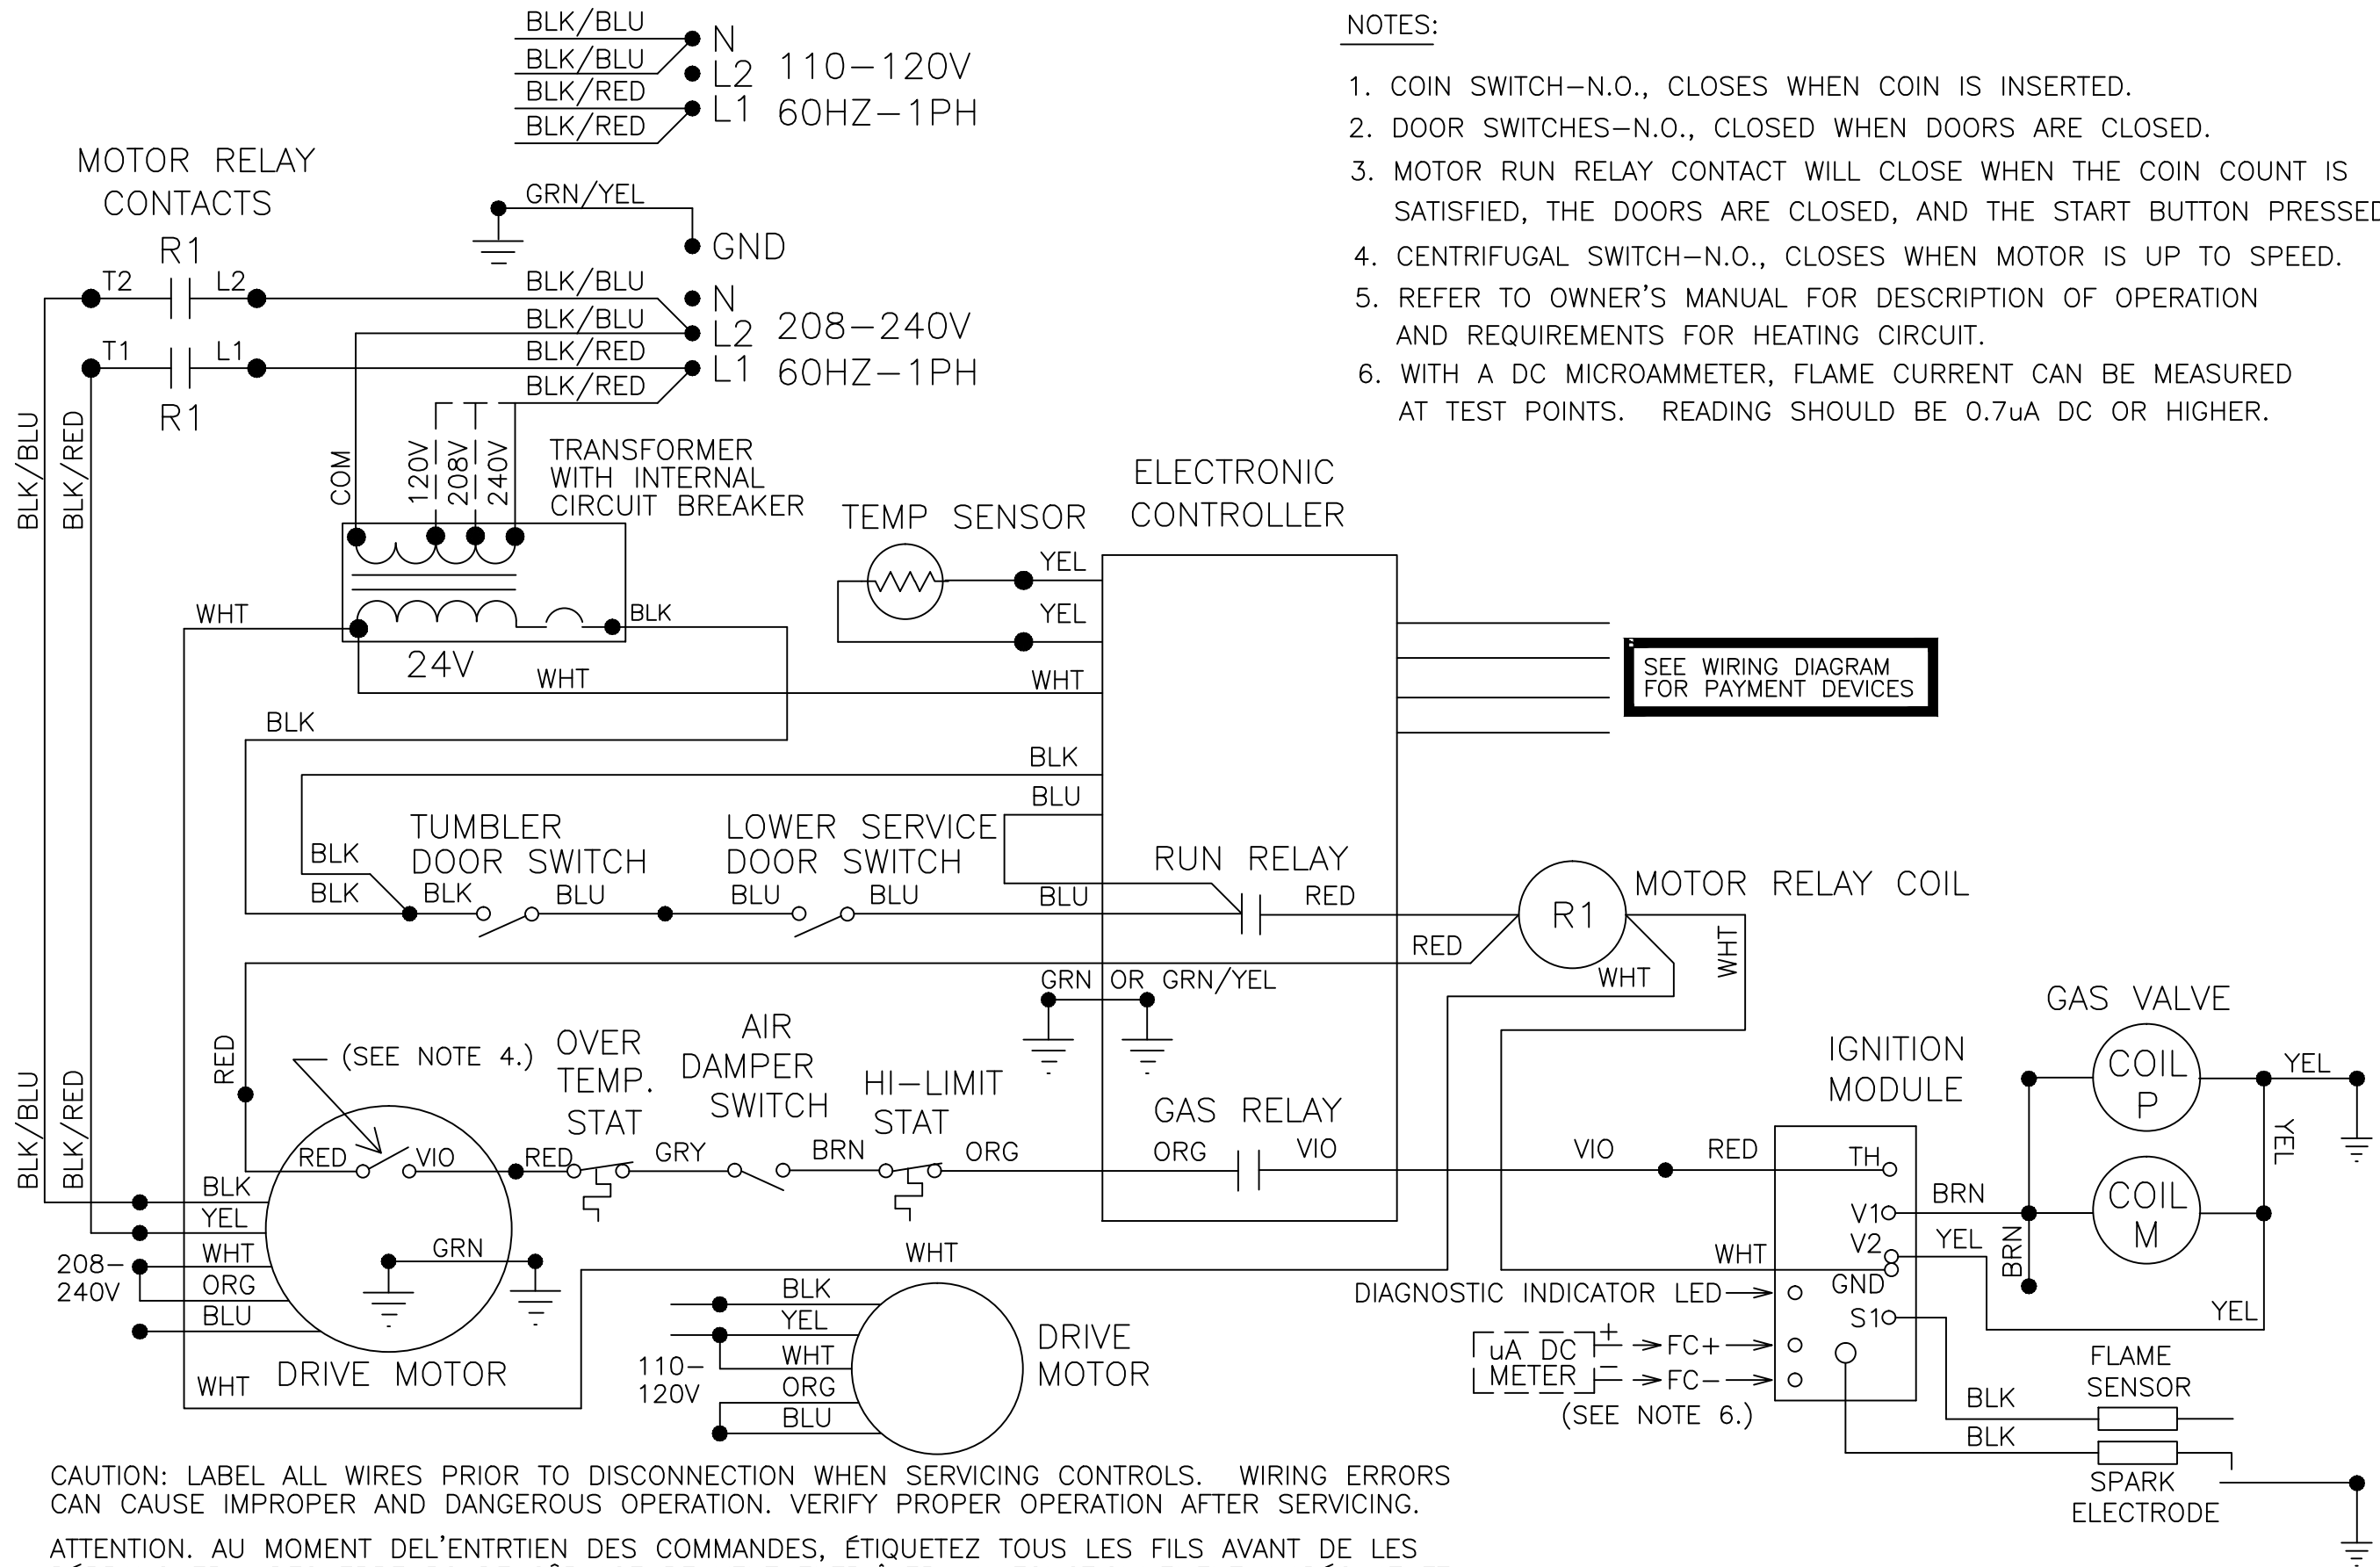 BLK/BLU
BLK/BLU
BLK/RED
BLK/RED
N
L2
L1
110-120V
60HZ-1PH
NOTES:
1. COIN SWITCH-N.O., CLOSES WHEN COIN IS INSERTED.
2. DOOR SWITCHES-N.O., CLOSED WHEN DOORS ARE CLOSED.
3. MOTOR RUN RELAY CONTACT WILL CLOSE WHEN THE COIN COUNT IS
SATISFIED, THE DOORS ARE CLOSED, AND THE START BUTTON PRESSED
4. CENTRIFUGAL SWITCH-N.O., CLOSES WHEN MOTOR IS UP TO SPEED.
5. REFER TO OWNER'S MANUAL FOR DESCRIPTION OF OPERATION
AND REQUIREMENTS FOR HEATING CIRCUIT.
6. WITH A DC MICROAMMETER, FLAME CURRENT CAN BE MEASURED
AT TEST POINTS. READING SHOULD BE 0.7uA DC OR HIGHER.
MOTOR RELAY
CONTACTS
R1
T2
L2
T1
L1
R1
GRN/YEL
GND
BLK/BLU
BLK/BLU
BLK/RED
BLK/RED
N
L2
L1
208-240V
60HZ-1PH
BLK/BLU
BLK/RED
COM
120V
208V
240V
TRANSFORMER
WITH INTERNAL
CIRCUIT BREAKER
WHT
BLK
24V
WHT
BLK
TEMP SENSOR
YEL
YEL
WHT
ELECTRONIC
CONTROLLER
SEE WIRING DIAGRAM
FOR PAYMENT DEVICES
BLK
BLU
TUMBLER
DOOR SWITCH
LOWER SERVICE
DOOR SWITCH
BLK
BLK
BLK
BLU
BLU
BLU
BLU
RUN RELAY
RED
R1
MOTOR RELAY COIL
RED
WHT
WHT
GRN OR GRN/YEL
RED
(SEE NOTE 4.)
OVER
TEMP.
STAT
AIR
DAMPER
SWITCH
HI-LIMIT
STAT
GAS RELAY
BLK/BLU
BLK/RED
RED
VIO
RED
GRY
BRN
ORG
ORG
VIO
VIO
RED
IGNITION
MODULE
TH
V1
V2
GND
S1
GAS VALVE
COIL
P
COIL
M
YEL
YEL
BRN
YEL
BRN
YEL
WHT
BLK
YEL
WHT
ORG
BLU
208-
240V
GRN
DRIVE MOTOR
WHT
WHT
BLK
YEL
WHT
ORG
BLU
110-
120V
DRIVE
MOTOR
DIAGNOSTIC INDICATOR LED
uA DC
METER
+
-
FC+
FC-
(SEE NOTE 6.)
FLAME
SENSOR
BLK
BLK
SPARK
ELECTRODE
CAUTION: LABEL ALL WIRES PRIOR TO DISCONNECTION WHEN SERVICING CONTROLS. WIRING ERRORS
CAN CAUSE IMPROPER AND DANGEROUS OPERATION. VERIFY PROPER OPERATION AFTER SERVICING.
ATTENTION. AU MOMENT DEL'ENTRTIEN DES COMMANDES, ÉTIQUETEZ TOUS LES FILS AVANT DE LES